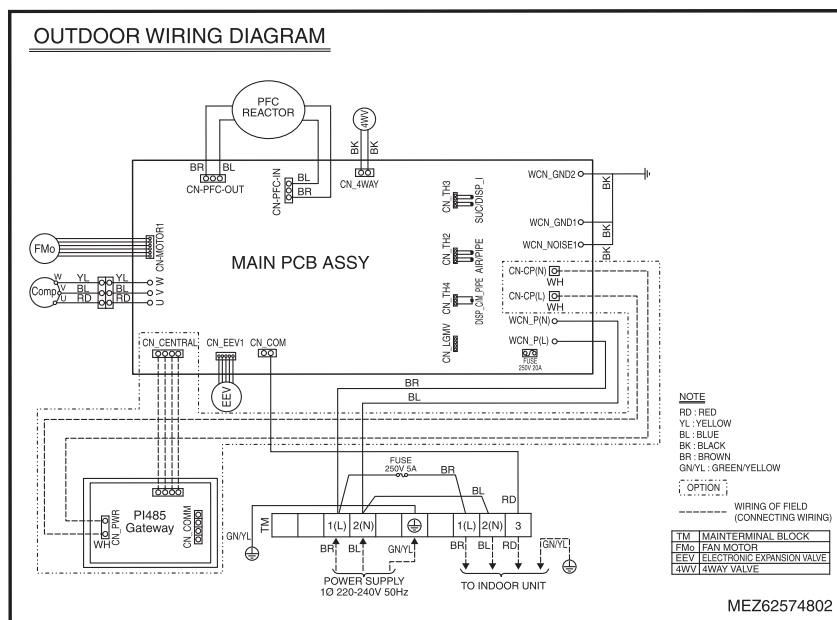 OUTDOOR WIRING DIAGRAM
PFC
REACTOR
4WV
BR
BL
BK
BK
CN-PFC-OUT
CN-PFC-IN
BL
BR
CN_4WAY
CN_TH3
SUC/DISP_I
WCN_GND2
BK
FMo
CN-MOTOR1
CN_TH2
AIR/PIPE
WCN_GND1
BK
WCN_NOISE1
BK
MAIN PCB ASSY
Comp.
W
V
U
YL
BL
RD
YL
BL
RD
W
V
U
CN_TH4
DISP_C/M_PIPE
CN-CP(N)
WH
CN-CP(L)
WH
WCN_P(N)
CN_CENTRAL
CN_EEV1
CN_COM
CN_LGMV
WCN_P(L)
FUSE
250V 20A
EEV
BR
BL
NOTE
RD : RED
YL : YELLOW
BL : BLUE
BK : BLACK
BR : BROWN
GN/YL : GREEN/YELLOW
OPTION
WIRING OF FIELD
(CONNECTING WIRING)
FUSE
250V 5A
BR
BL
RD
PI485
Gateway
CN_PWR
WH
CN_COMM
GN/YL
TM
1(L)
2(N)
1(L)
2(N)
3
BR
BL
GN/YL
BR
BL
RD
GN/YL
POWER SUPPLY
1Ø 220-240V 50Hz
TO INDOOR UNIT
TM MAINTERMINAL BLOCK
FMo FAN MOTOR
EEV ELECTRONIC EXPANSION VALVE
4WV 4WAY VALVE
MEZ62574802